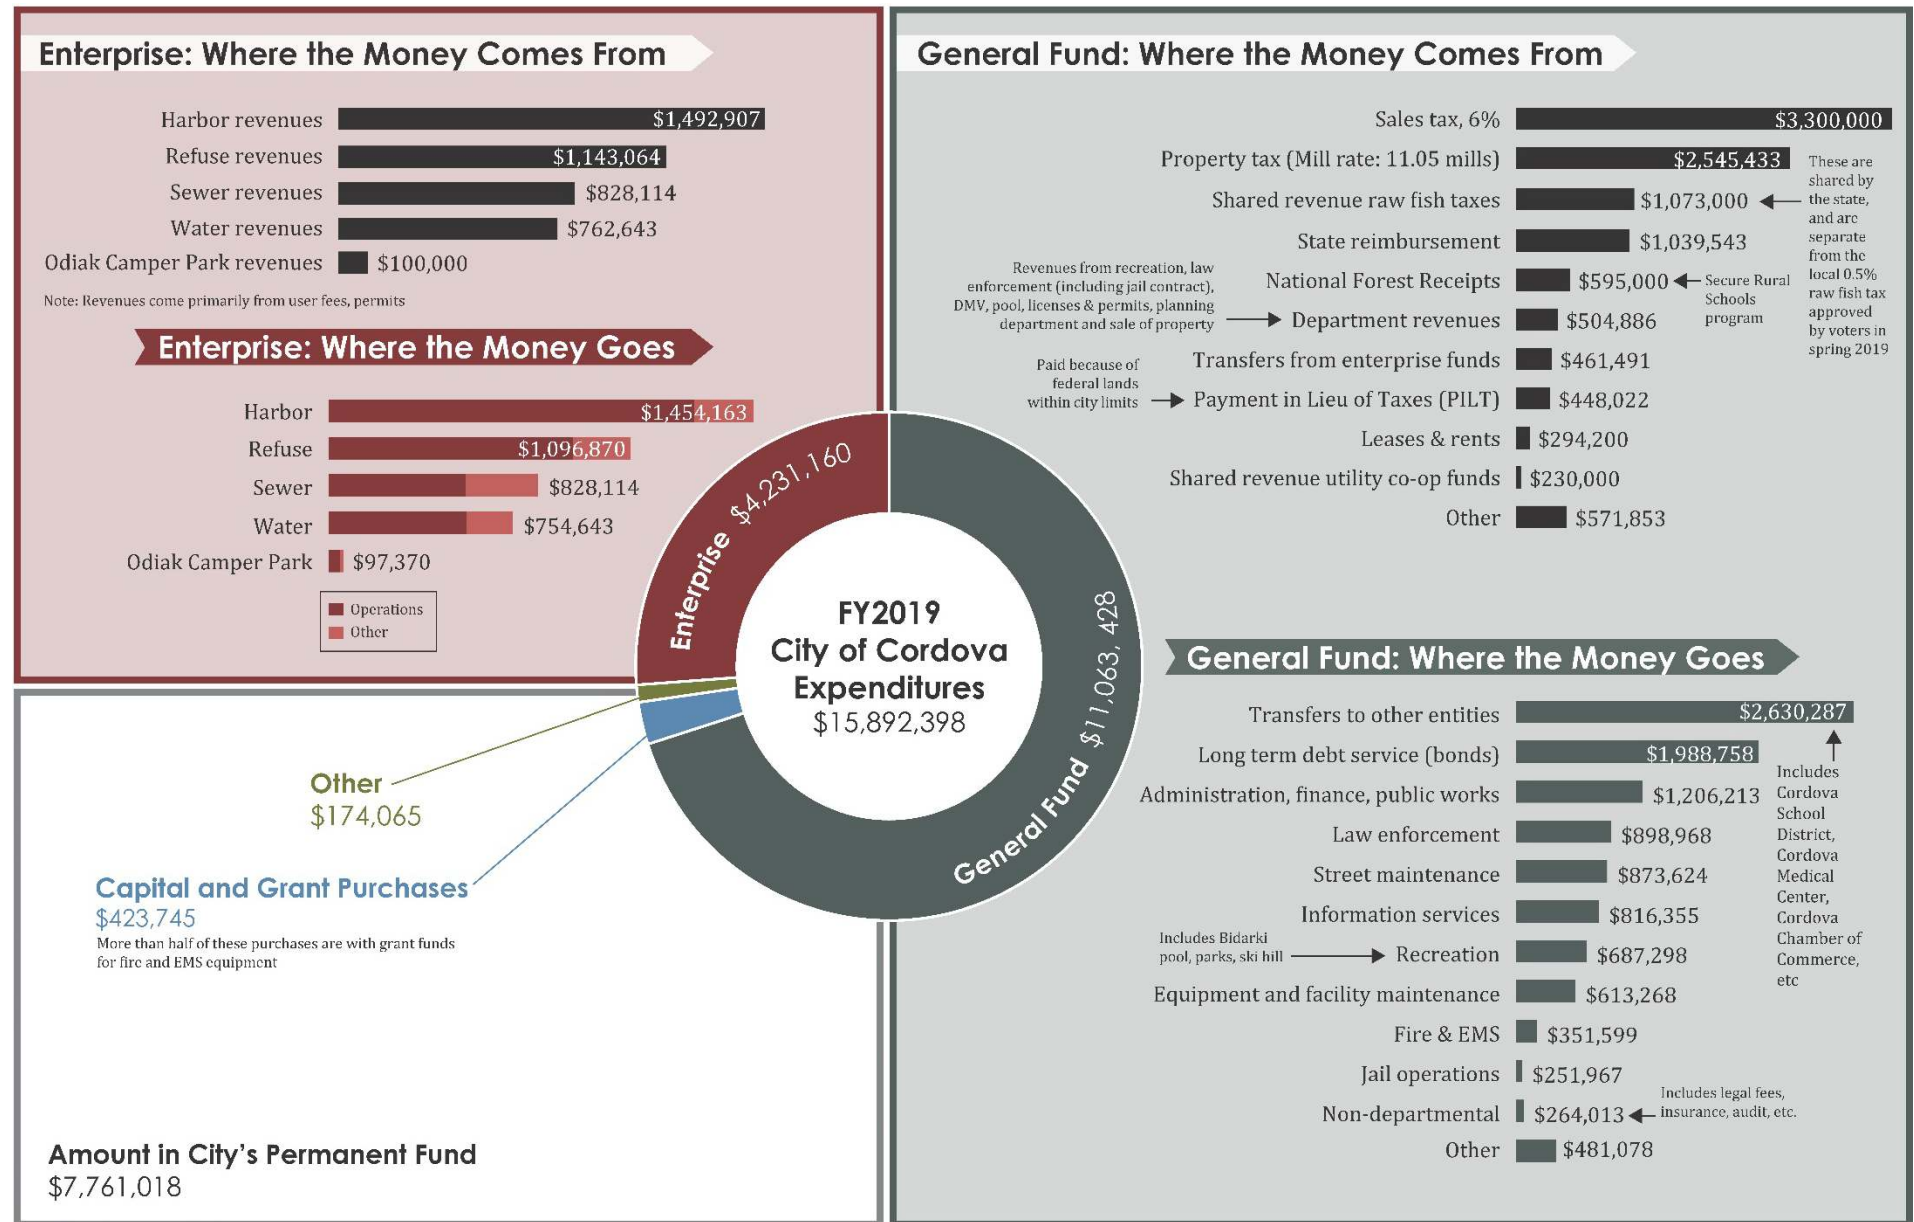 Enterprise: Where the Money Comes From
Harbor revenues $1,492,907
Refuse revenues $1,143,064
Sewer revenues $828,114
Water revenues $762,643
Odiak Camper Park revenues $100,000
Note: Revenues come primarily from user fees, permits
Enterprise: Where the Money Goes
Harbor $1,454,163
Refuse $1,096,870
Sewer $828,114
Water $754,643
Odiak Camper Park $97,370
Operations
Other
General Fund: Where the Money Comes From
Sales tax, 6% $3,300,000
Property tax (Mill rate: 11.05 mills) $2,545,433
Shared revenue raw fish taxes $1,073,000
These are
shared by
the state,
and are
separate
from the
local 0.5%
raw fish tax
approved
by voters in
spring 2019
State reimbursement $1,039,543
National Forest Receipts $595,000
Secure Rural
Schools
program
Revenues from recreation, law
enforcement (including jail contract),
DMV, pool, licenses & permits, planning
department and sale of property
Department revenues $504,886
Transfers from enterprise funds $461,491
Paid because of
federal lands
within city limits
Payment in Lieu of Taxes (PILT) $448,022
Leases & rents $294,200
Shared revenue utility co-op funds $230,000
Other $571,853
Enterprise $4,231,160
General Fund $11,063, 428
FY2019
City of Cordova
Expenditures
$15,892,398
Other
$174,065
Capital and Grant Purchases
$423,745
More than half of these purchases are with grant funds
for fire and EMS equipment
Amount in City's Permanent Fund
$7,761,018
General Fund: Where the Money Goes
Transfers to other entities $2,630,287
Includes
Cordova
School
District,
Cordova
Medical
Center,
Cordova
Chamber of
Commerce,
etc
Long term debt service (bonds) $1,988,758
Administration, finance, public works $1,206,213
Law enforcement $898,968
Street maintenance $873,624
Information services $816,355
Includes Bidarki
pool, parks, ski hill
Recreation $687,298
Equipment and facility maintenance $613,268
Fire & EMS $351,599
Jail operations $251,967
Non-departmental $264,013
Includes legal fees,
insurance, audit, etc.
Other $481,078